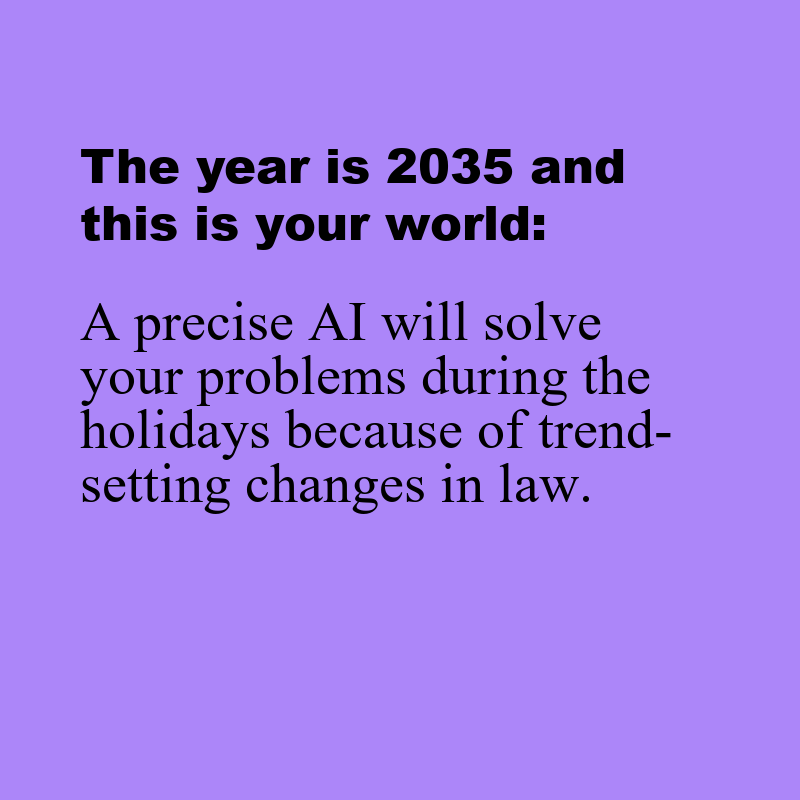 The year is 2035 and
this is your world:
A precise AI will solve
your problems during the
holidays because of trend-
setting changes in law.